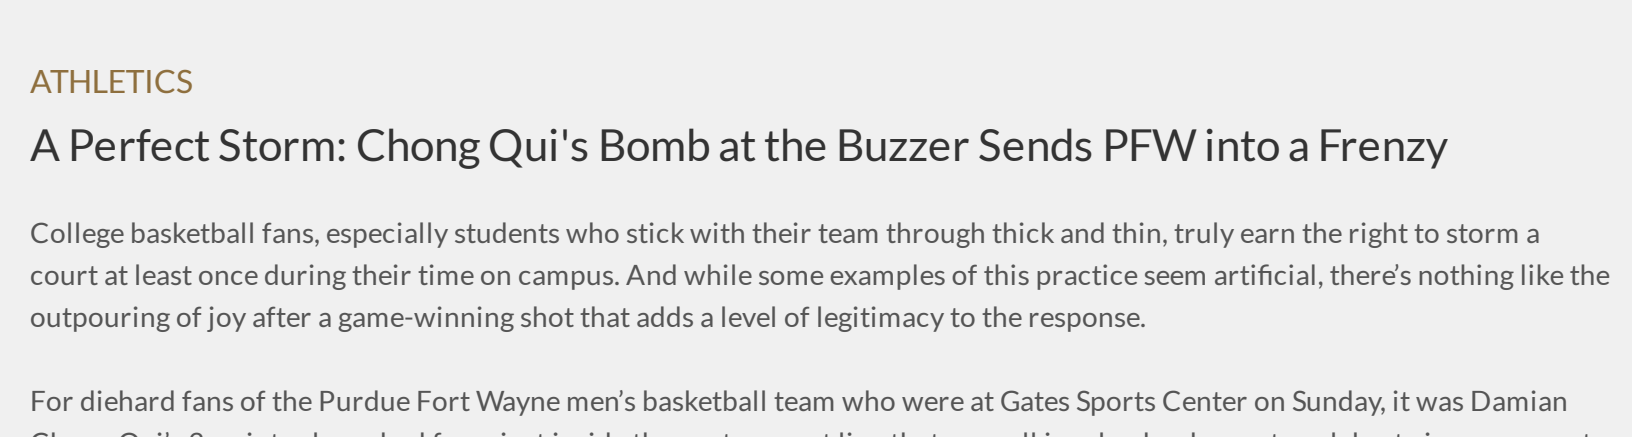 ATHLETICS
A Perfect Storm: Chong Qui's Bomb at the Buzzer Sends PFW into a Frenzy
College basketball fans, especially students who stick with their team through thick and thin, truly earn the right to storm a
court at least once during their time on campus. And while some examples of this practice seem artificial, there’s nothing like the
outpouring of joy after a game-winning shot that adds a level of legitimacy to the response.
For diehard fans of the Purdue Fort Wayne men’s basketball team who were at Gates Sports Center on Sunday, it was Damian